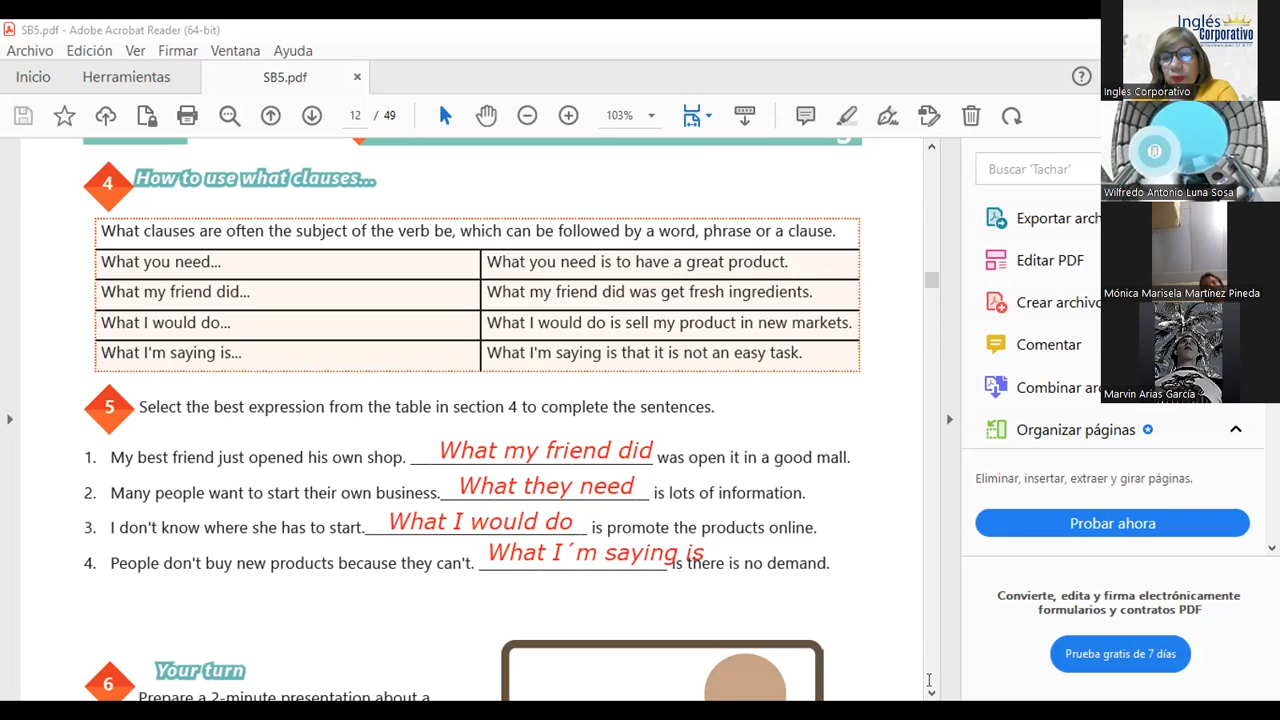 SB5.pdf - Adobe Acrobat Reader (64-bit)
Archivo Edición Ver Firmar Ventana Ayuda
Inicio Herramientas SB5.pdf ×
12 / 49 103%
4 How to use what clauses...
What clauses are often the subject of the verb be, which can be followed by a word, phrase or a clause.
What you need... What you need is to have a great product.
What my friend did... What my friend did was get fresh ingredients.
What I would do... What I would do is sell my product in new markets.
What I'm saying is... What I'm saying is that it is not an easy task.
5 Select the best expression from the table in section 4 to complete the sentences.
1. My best friend just opened his own shop. What my friend did was open it in a good mall.
2. Many people want to start their own business. What they need is lots of information.
3. I don't know where she has to start. What I would do is promote the products online.
4. People don't buy new products because they can't. What I´m saying is is there is no demand.
6 Your turn
Prepare a 2-minute presentation about a
Buscar 'Tachar'
Exportar arch
Editar PDF
Crear archivo
Comentar
Combinar ar
Organizar páginas
Eliminar, insertar, extraer y girar páginas.
Probar ahora
Convierte, edita y firma electrónicamente
formularios y contratos PDF
Prueba gratis de 7 días
Inglés
Corporativo
Ingles Corporativo
Wilfredo Antonio Luna Sosa
Mónica Marisela Martínez Pineda
Marvin Arias García